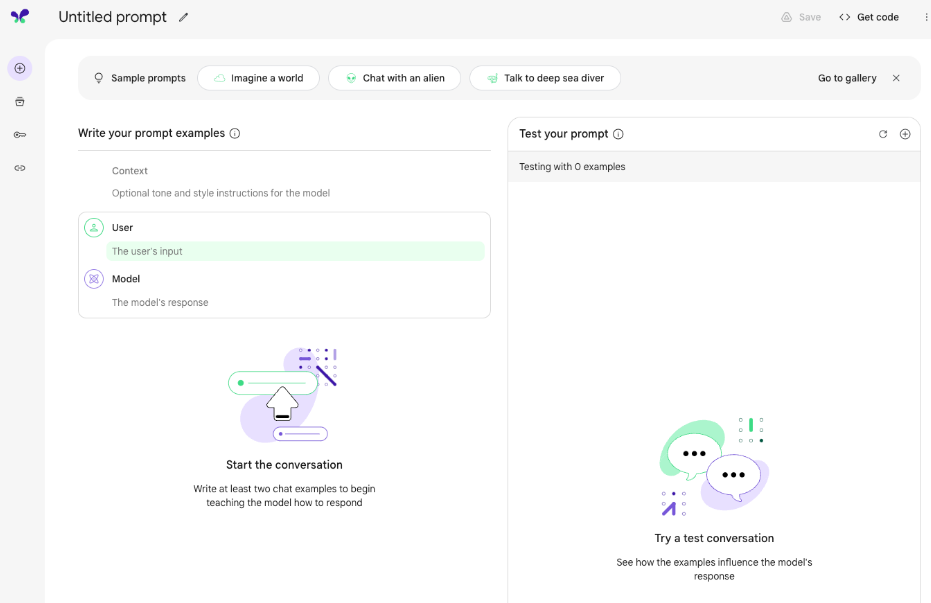 Untitled prompt
Save
Get code
Sample prompts
Imagine a world
Chat with an alien
Talk to deep sea diver
Go to gallery
Write your prompt examples
Context
Optional tone and style instructions for the model
User
The user's input
Model
The model's response
Start the conversation
Write at least two chat examples to begin
teaching the model how to respond
Test your prompt
Testing with 0 examples
Try a test conversation
See how the examples influence the model's
response